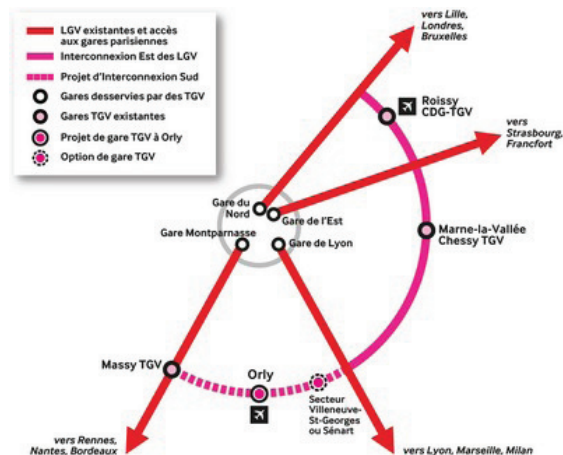 LGV existantes et accès
aux gares parisiennes
Interconnexion Est des LGV
Projet d'Interconnexion Sud
Gares desservies par des TGV
Gares TGV existantes
Projet de gare TGV à Orly
Option de gare TGV
vers Lille,
Londres,
Bruxelles
Roissy
CDG-TGV
vers
Strasbourg,
Francfort
Gare du
Nord
Gare de l'Est
Gare Montparnasse
Gare de Lyon
Marne-la-Vallée
Chessy TGV
Massy TGV
Orly
Secteur
Villeneuve-
St-Georges
ou Sénart
vers Rennes,
Nantes, Bordeaux
vers Lyon, Marseille, Milan